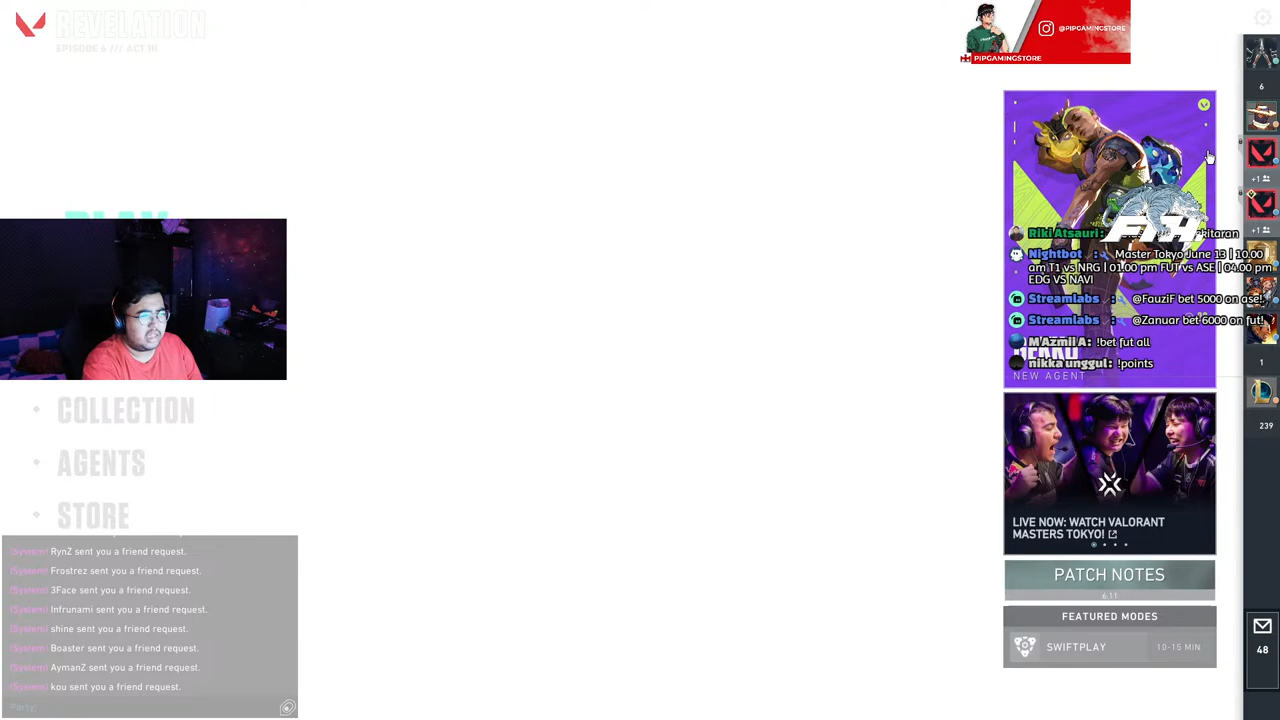 REVELATION
EPISODE 6 /// ACT III
@PIPGAMINGSTORE
PIPGAMINGSTORE
PLAY
COLLECTION
AGENTS
STORE
(System) RynZ sent you a friend request.
(System) Frostrez sent you a friend request.
(System) 3Face sent you a friend request.
(System) Infrunami sent you a friend request.
(System) shine sent you a friend request.
(System) Boaster sent you a friend request.
(System) AymanZ sent you a friend request.
(System) kou sent you a friend request.
Party
Riki Atsauri :
Nightbot : Master Tokyo June 13 | 10.00
am T1 vs NRG | 01.00 pm FUT vs ASE | 04.00 pm
EDG VS NAVI
Streamlabs : @FauziF bet 5000 on ase!
Streamlabs : @Zanuar bet 6000 on fut!
M Azmii A : !bet fut all
nikka unggul : !points
NEW AGENT
LIVE NOW: WATCH VALORANT
MASTERS TOKYO!
PATCH NOTES
6.11
FEATURED MODES
SWIFTPLAY 10-15 MIN
6
+1
+1
1
239
48